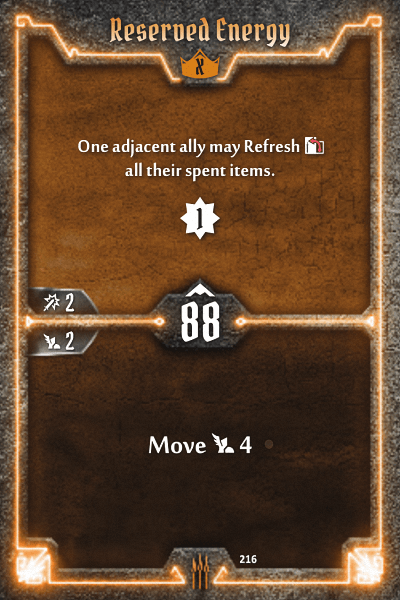 Reserved Energy
X
One adjacent ally may Refresh
all their spent items.
1
2
88
2
Move 4
216